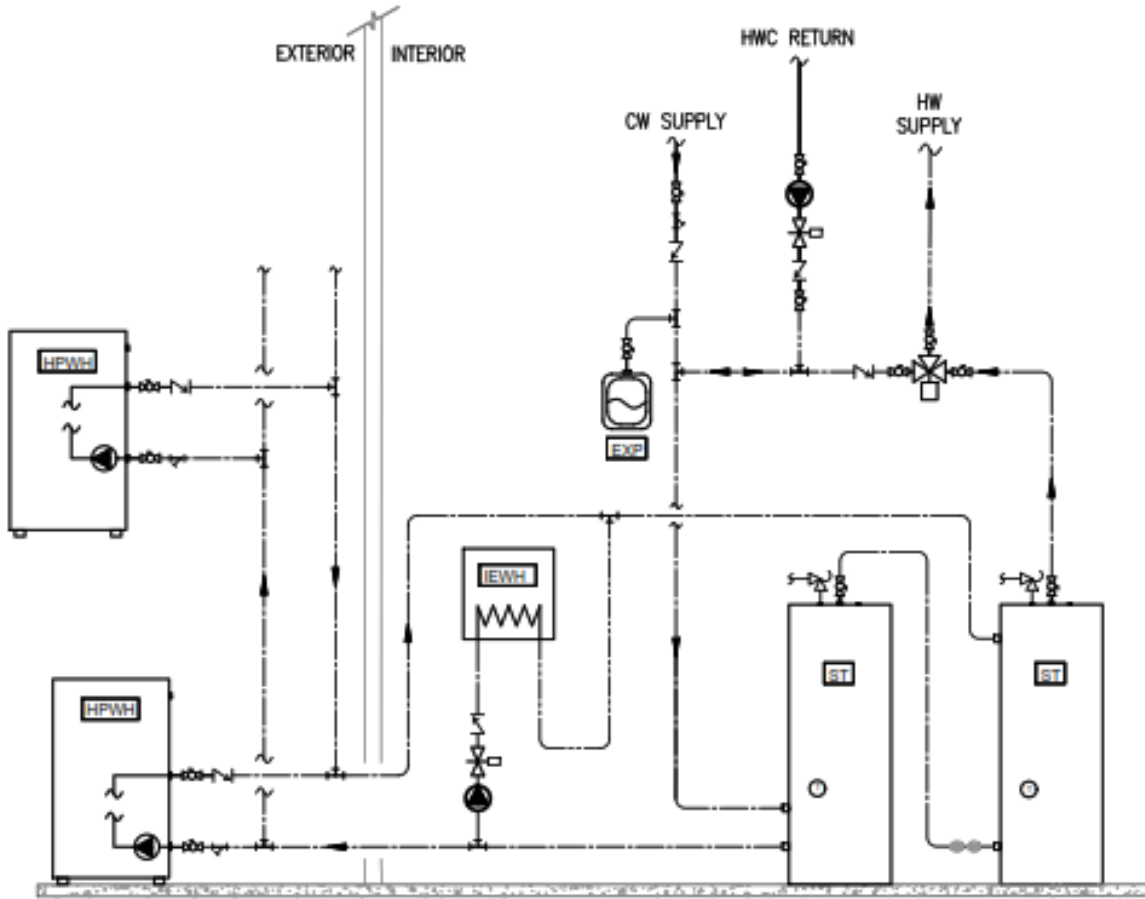 EXTERIOR
INTERIOR
HWC RETURN
CW SUPPLY
HW
SUPPLY
HPWH
EXP
IEWH
ST
ST
HPWH